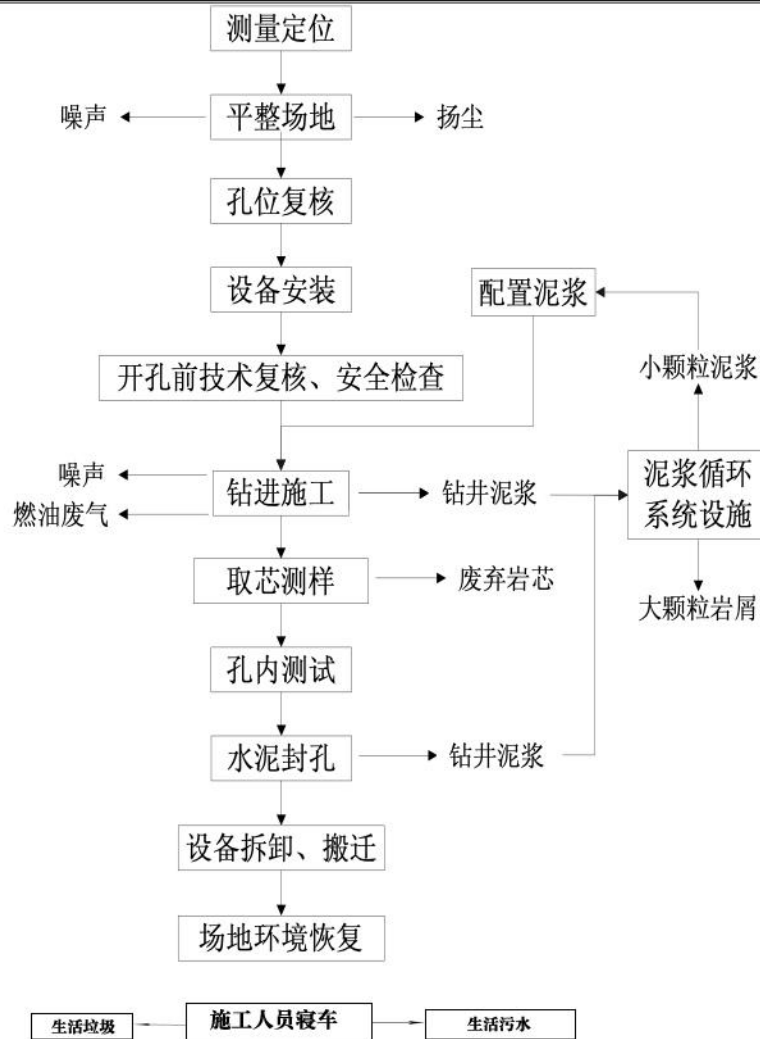 测量定位
噪声
平整场地
扬尘
孔位复核
设备安装
配置泥浆
小颗粒泥浆
开孔前技术复核、安全检查
噪声
燃油废气
钻进施工
钻井泥浆
泥浆循环
系统设施
取芯测样
废弃岩芯
大颗粒岩屑
孔内测试
水泥封孔
钻井泥浆
设备拆卸、搬迁
场地环境恢复
生活垃圾
施工人员寝车
生活污水